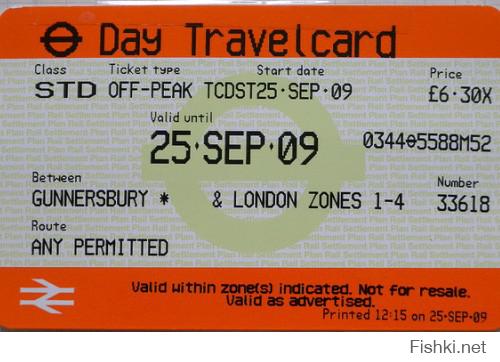 Day Travelcard
Class Ticket type Start date Price
STD OFF-PEAK TCDST25·SEP·09 £6·30X
Valid until
25·SEP·09 0344⊖5588M52
Between Number
GUNNERSBURY * & LONDON ZONES 1-4 33618
Route
ANY PERMITTED
Valid within zone(s) indicated. Not for resale.
Valid as advertised.
Printed 12:15 on 25·SEP·09
Fishki.net